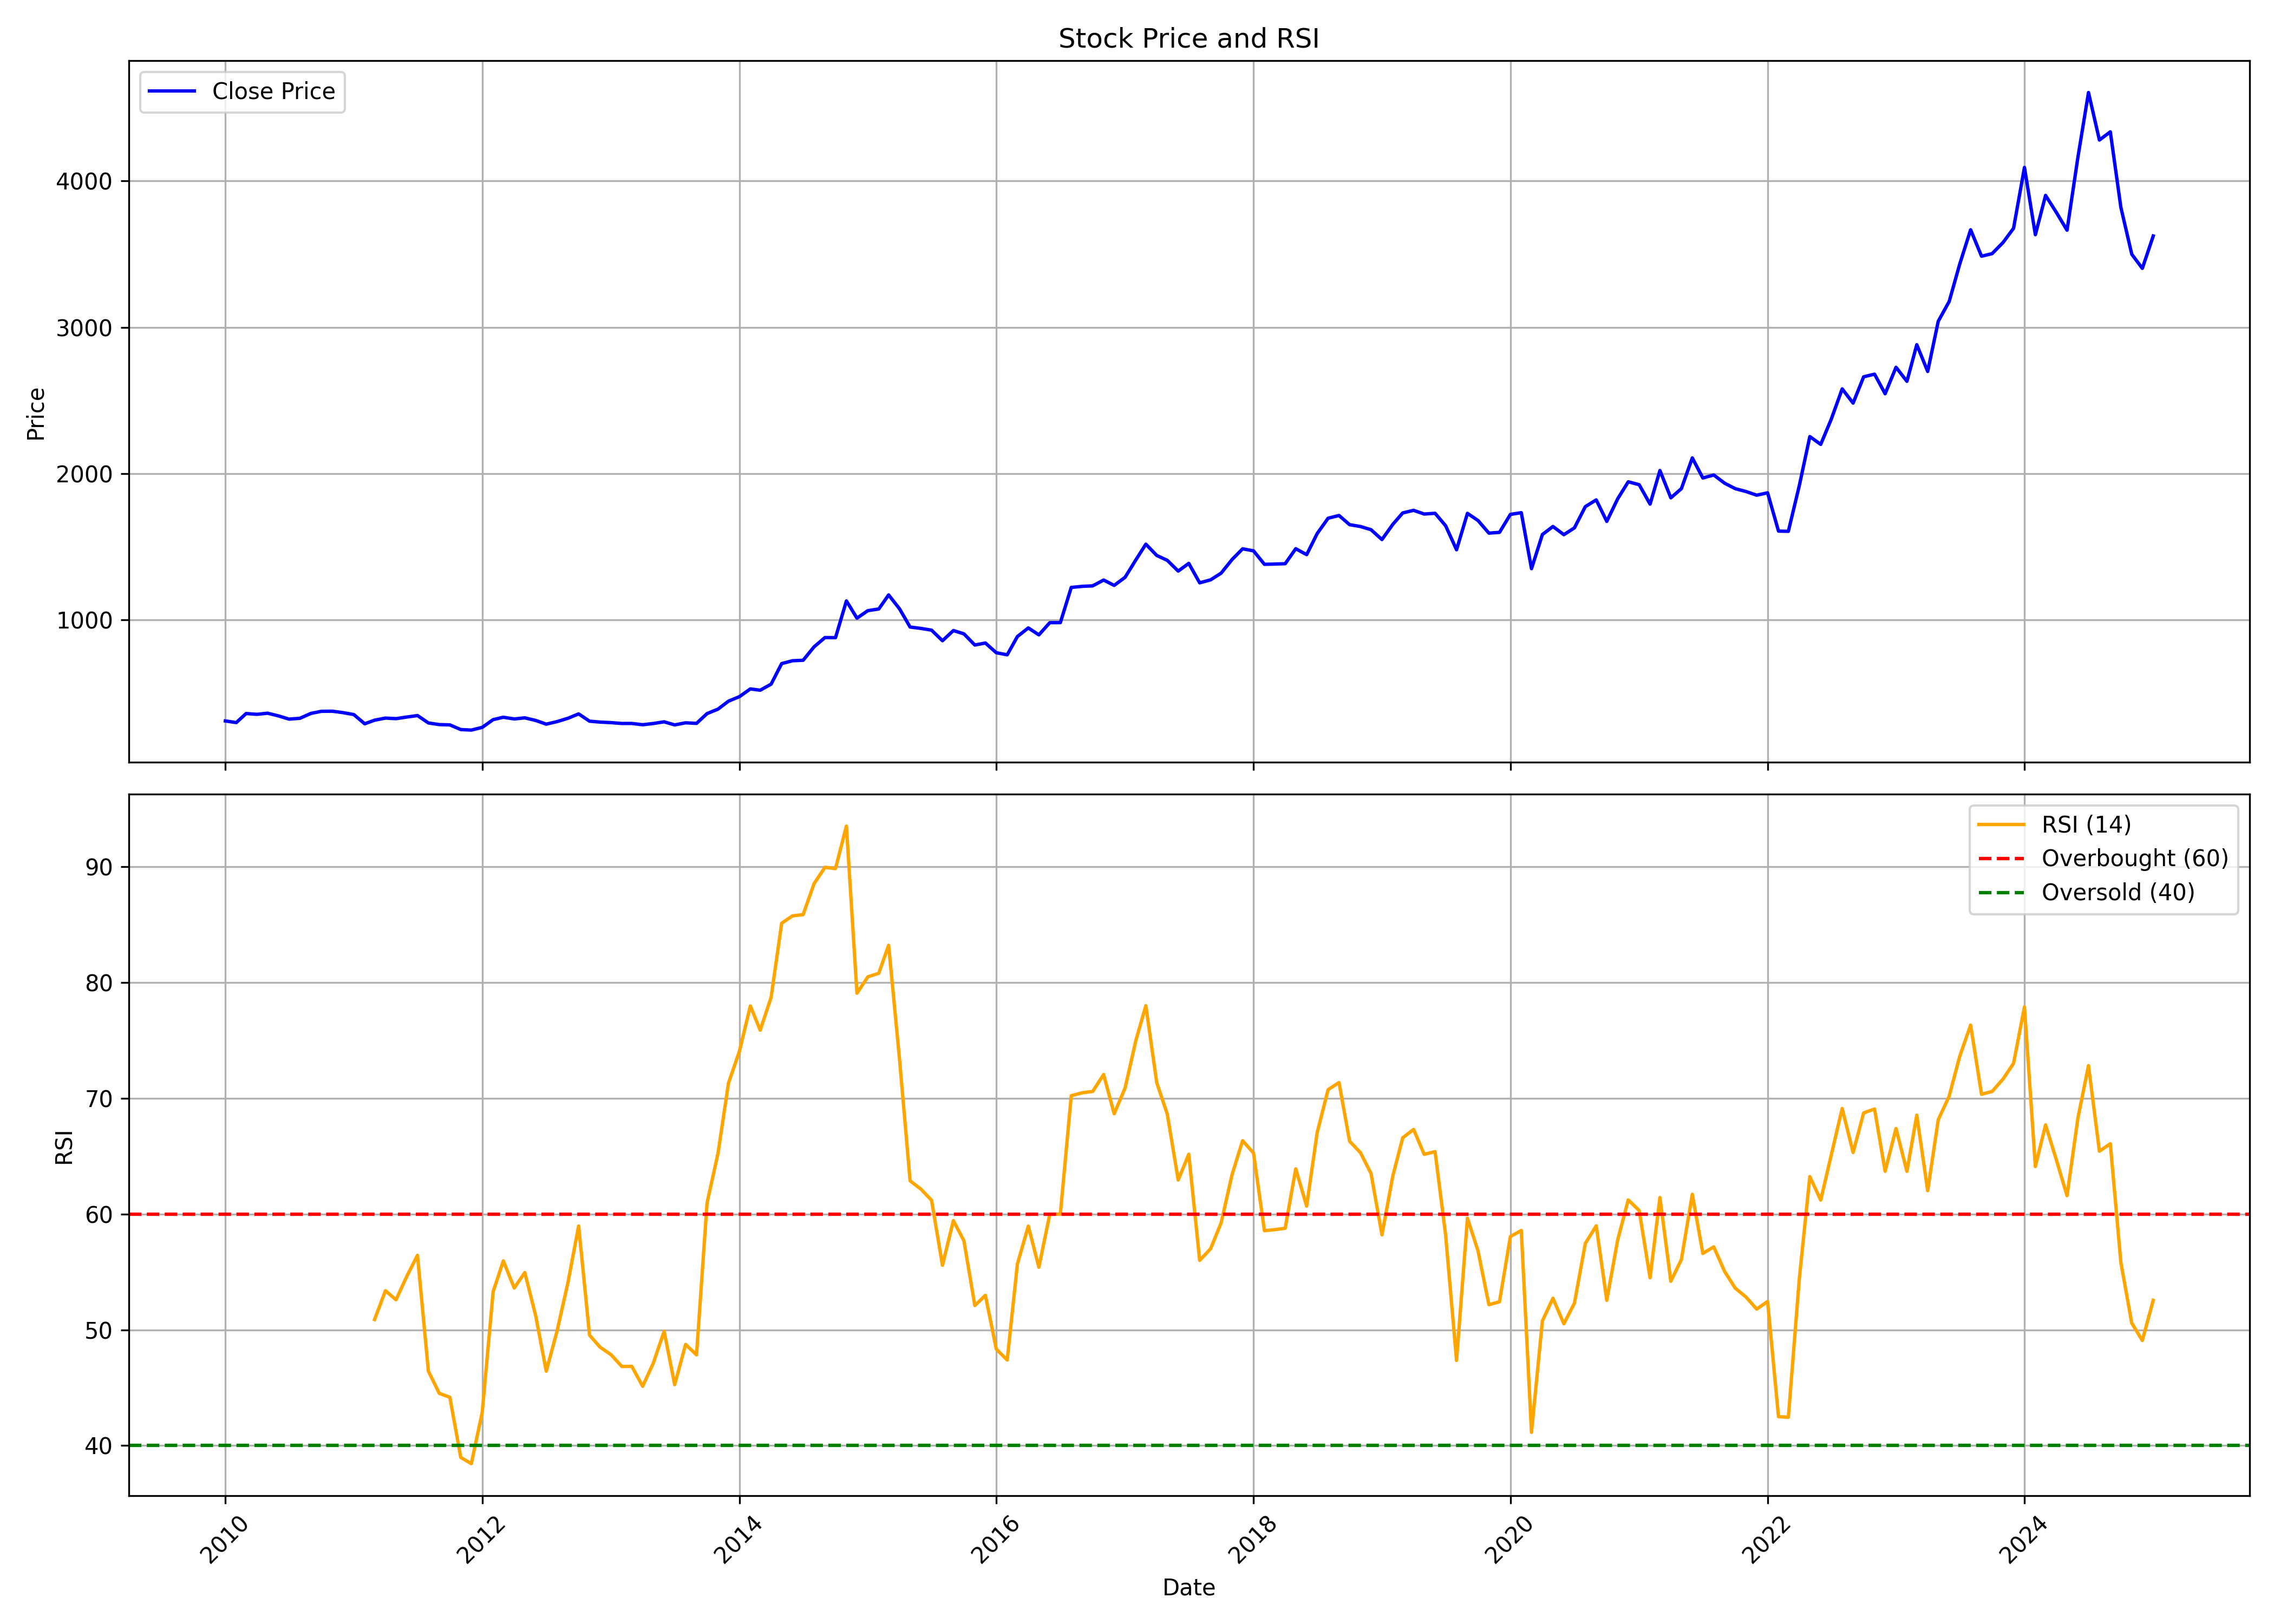 Stock Price and RSI
Close Price
Price
4000
3000
2000
1000
RSI (14)
Overbought (60)
Oversold (40)
RSI
90
80
70
60
50
40
2010
2012
2014
2016
2018
2020
2022
2024
Date